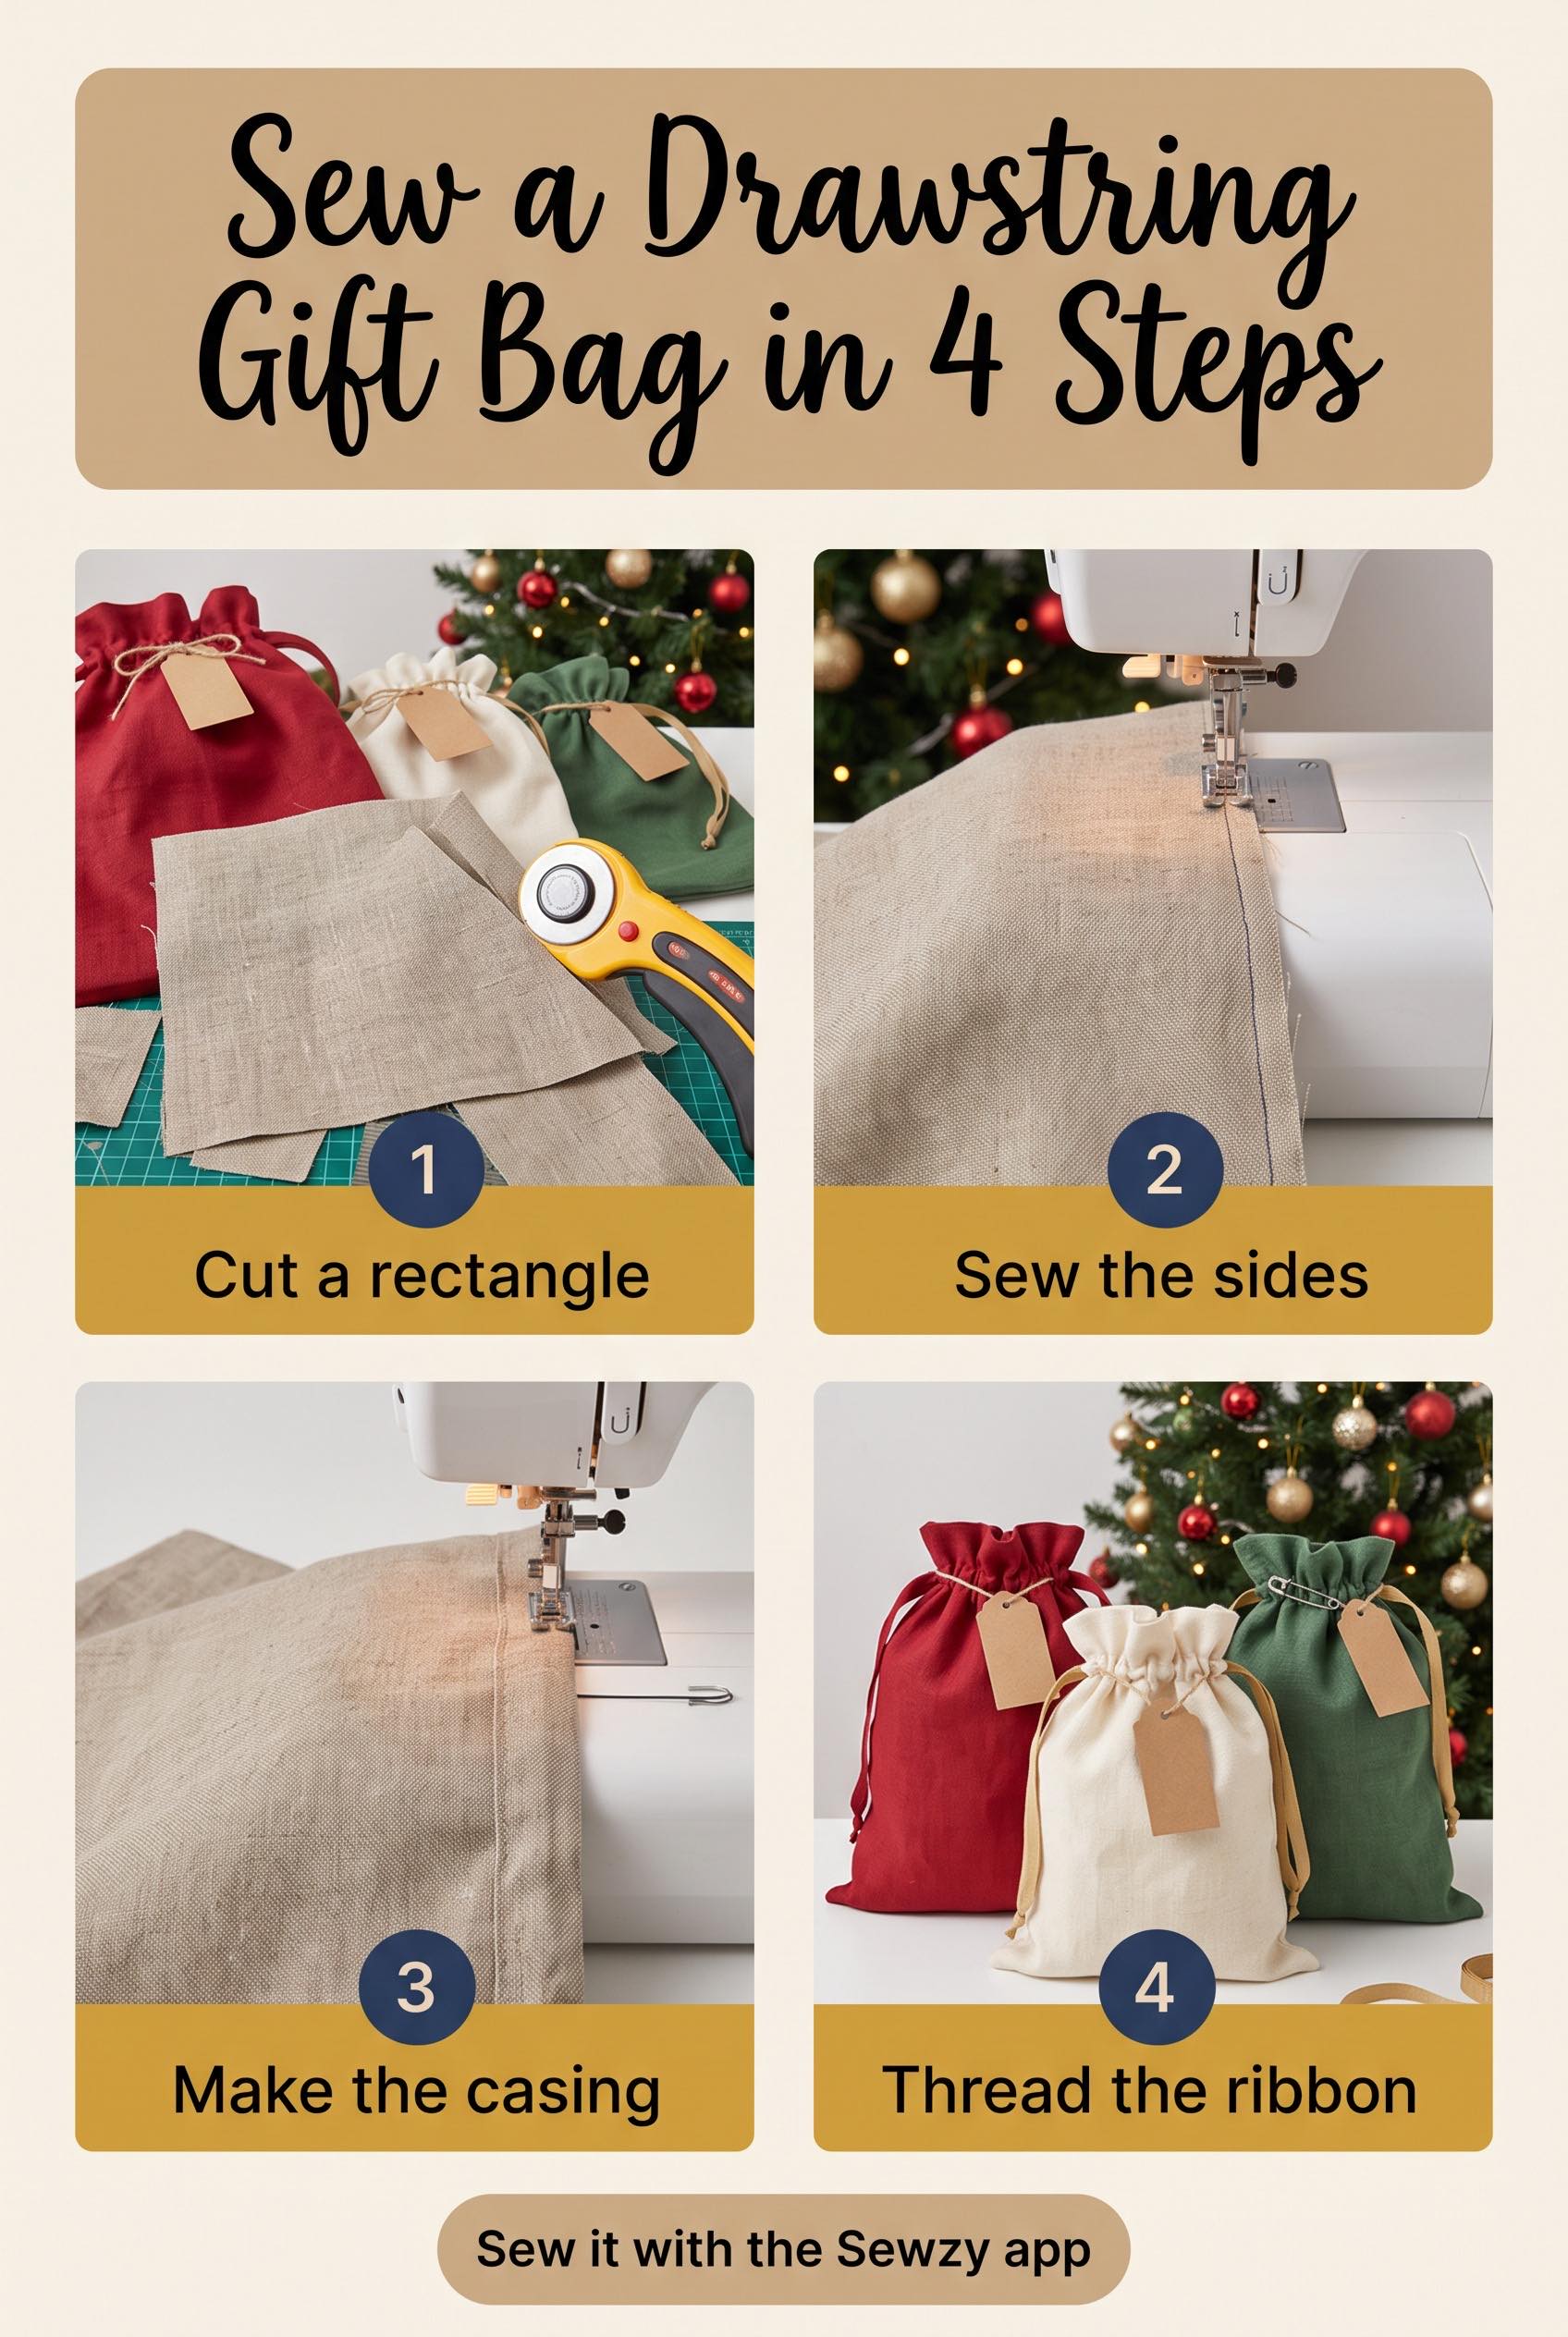 Sew a Drawstring
Gift Bag in 4 Steps
1
Cut a rectangle
2
Sew the sides
3
Make the casing
4
Thread the ribbon
Sew it with the Sewzy app